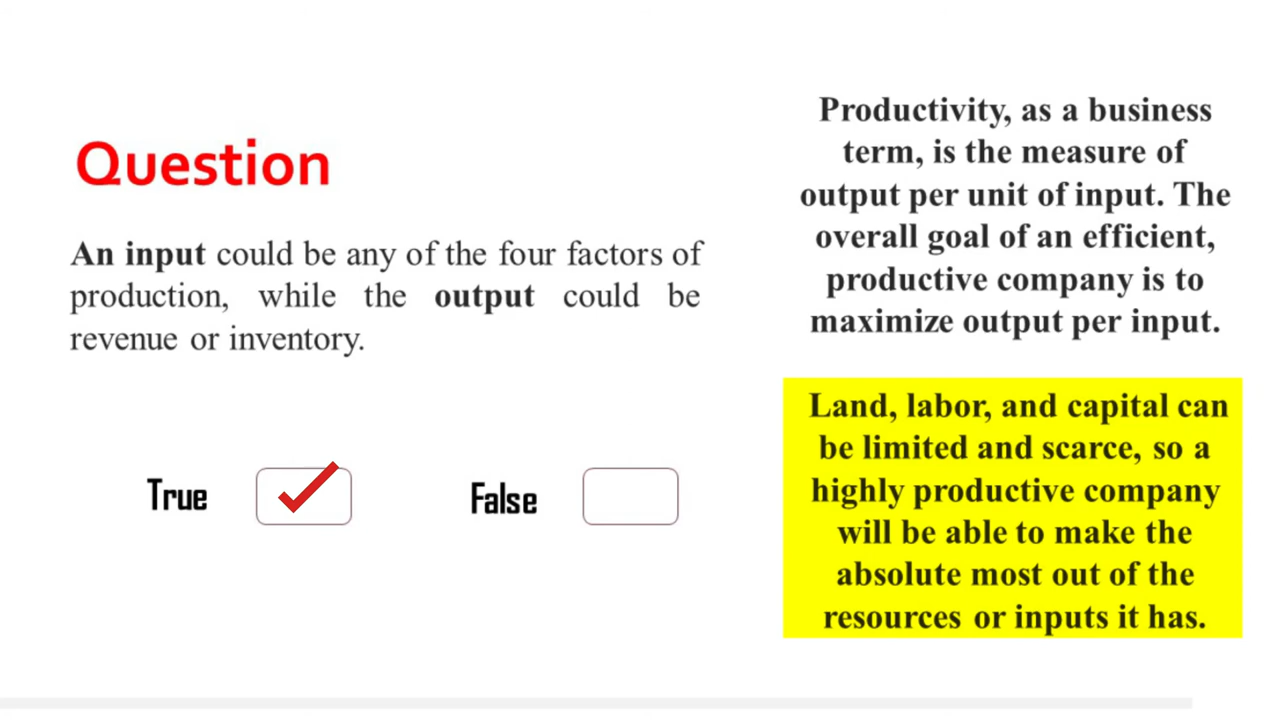 Question
An input could be any of the four factors of
production, while the output could be
revenue or inventory.
True
False
Productivity, as a business
term, is the measure of
output per unit of input. The
overall goal of an efficient,
productive company is to
maximize output per input.
Land, labor, and capital can
be limited and scarce, so a
highly productive company
will be able to make the
absolute most out of the
resources or inputs it has.